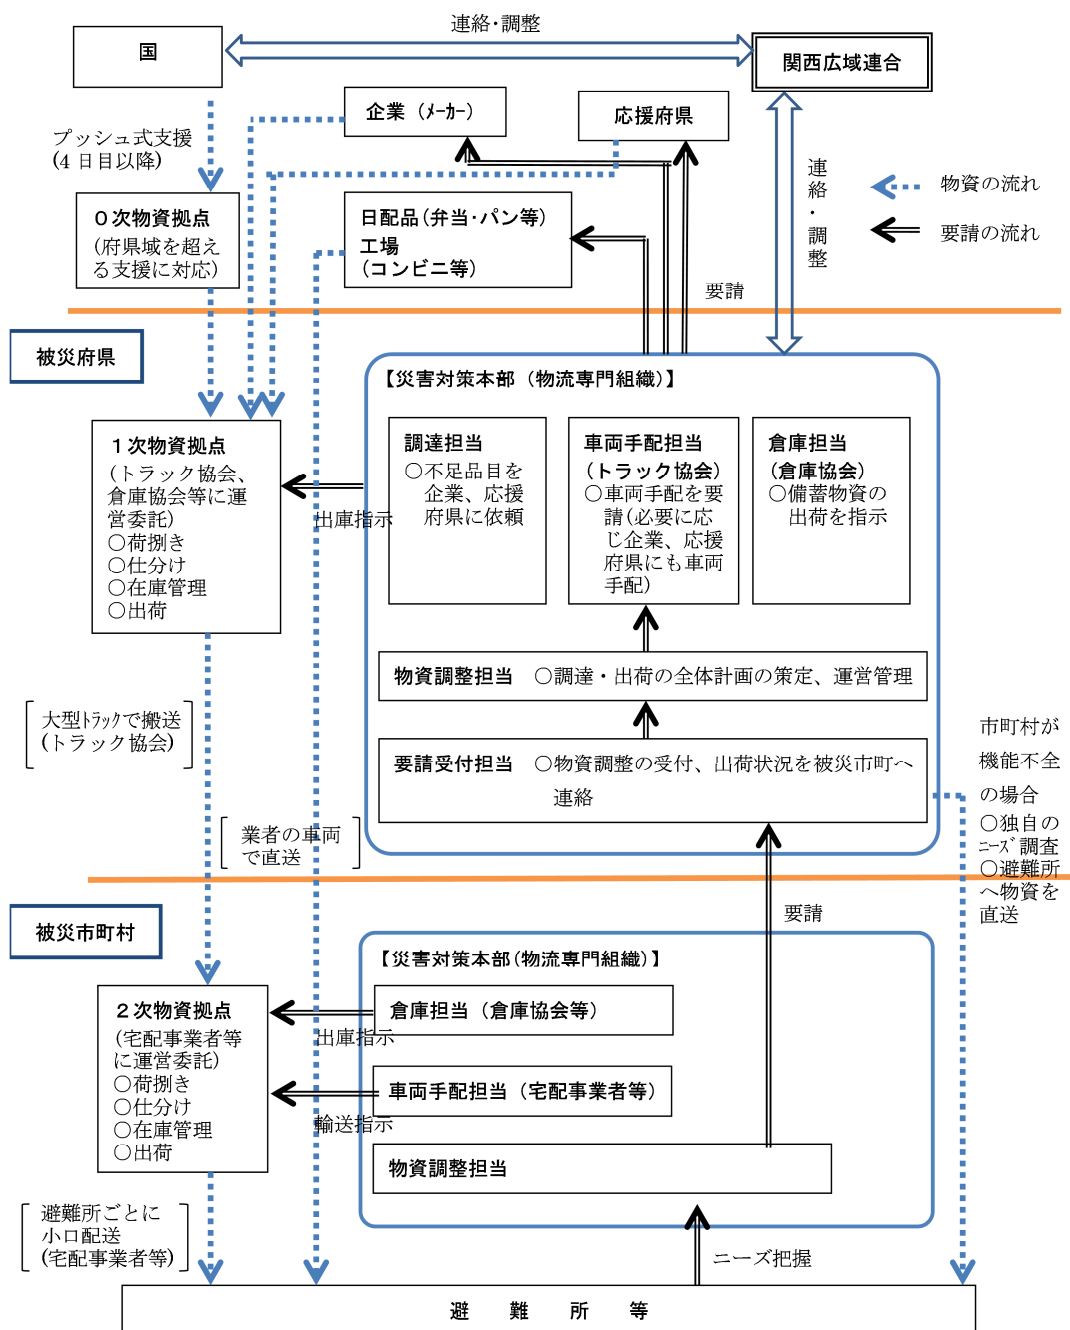 連絡・調整
国
関西広域連合
企業（ﾒｰｶｰ）
応援府県
プッシュ式支援
(4日目以降)
連絡・調整
物資の流れ
要請の流れ
０次物資拠点
(府県域を超え
る支援に対応)
日配品(弁当・パン等)
工場
(コンビニ等)
要請
被災府県
【災害対策本部（物流専門組織）】
１次物資拠点
(トラック協会、
倉庫協会等に運
営委託)
○荷捌き
○仕分け
○在庫管理
○出荷
出庫指示
調達担当
○不足品目を
企業、応援
府県に依頼
車両手配担当
(トラック協会)
○車両手配を要
請(必要に応
じ企業、応援
府県にも車両
手配)
倉庫担当
(倉庫協会)
○備蓄物資の
出荷を指示
物資調整担当　○調達・出荷の全体計画の策定、運営管理
要請受付担当　○物資調整の受付、出荷状況を被災市町へ
連絡
大型ﾄﾗｯｸで搬送
(トラック協会)
業者の車両
で直送
市町村が
機能不全
の場合
○独自の
ﾆｰｽﾞ調査
○避難所
へ物資を
直送
要請
被災市町村
【災害対策本部(物流専門組織)】
２次物資拠点
(宅配事業者等
に運営委託)
○荷捌き
○仕分け
○在庫管理
○出荷
倉庫担当（倉庫協会等）
出庫指示
車両手配担当（宅配事業者等）
輸送指示
物資調整担当
避難所ごとに
小口配送
(宅配事業者等)
ニーズ把握
避　難　所　等